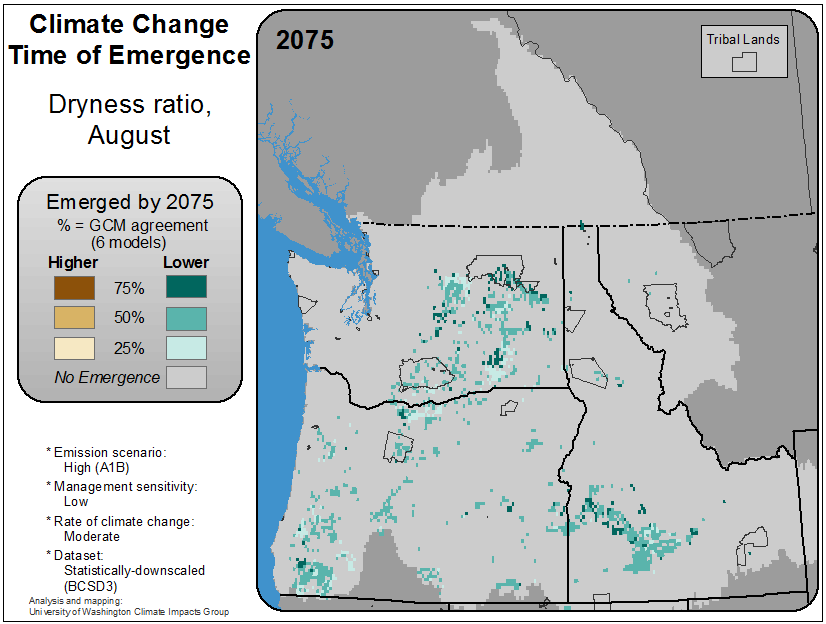 Climate Change
Time of Emergence
Dryness ratio,
August
Emerged by 2075
% = GCM agreement
(6 models)
Higher Lower
75%
50%
25%
No Emergence
* Emission scenario:
High (A1B)
* Management sensitivity:
Low
* Rate of climate change:
Moderate
* Dataset:
Statistically-downscaled
(BCSD3)
Analysis and mapping:
University of Washington Climate Impacts Group
2075
Tribal Lands